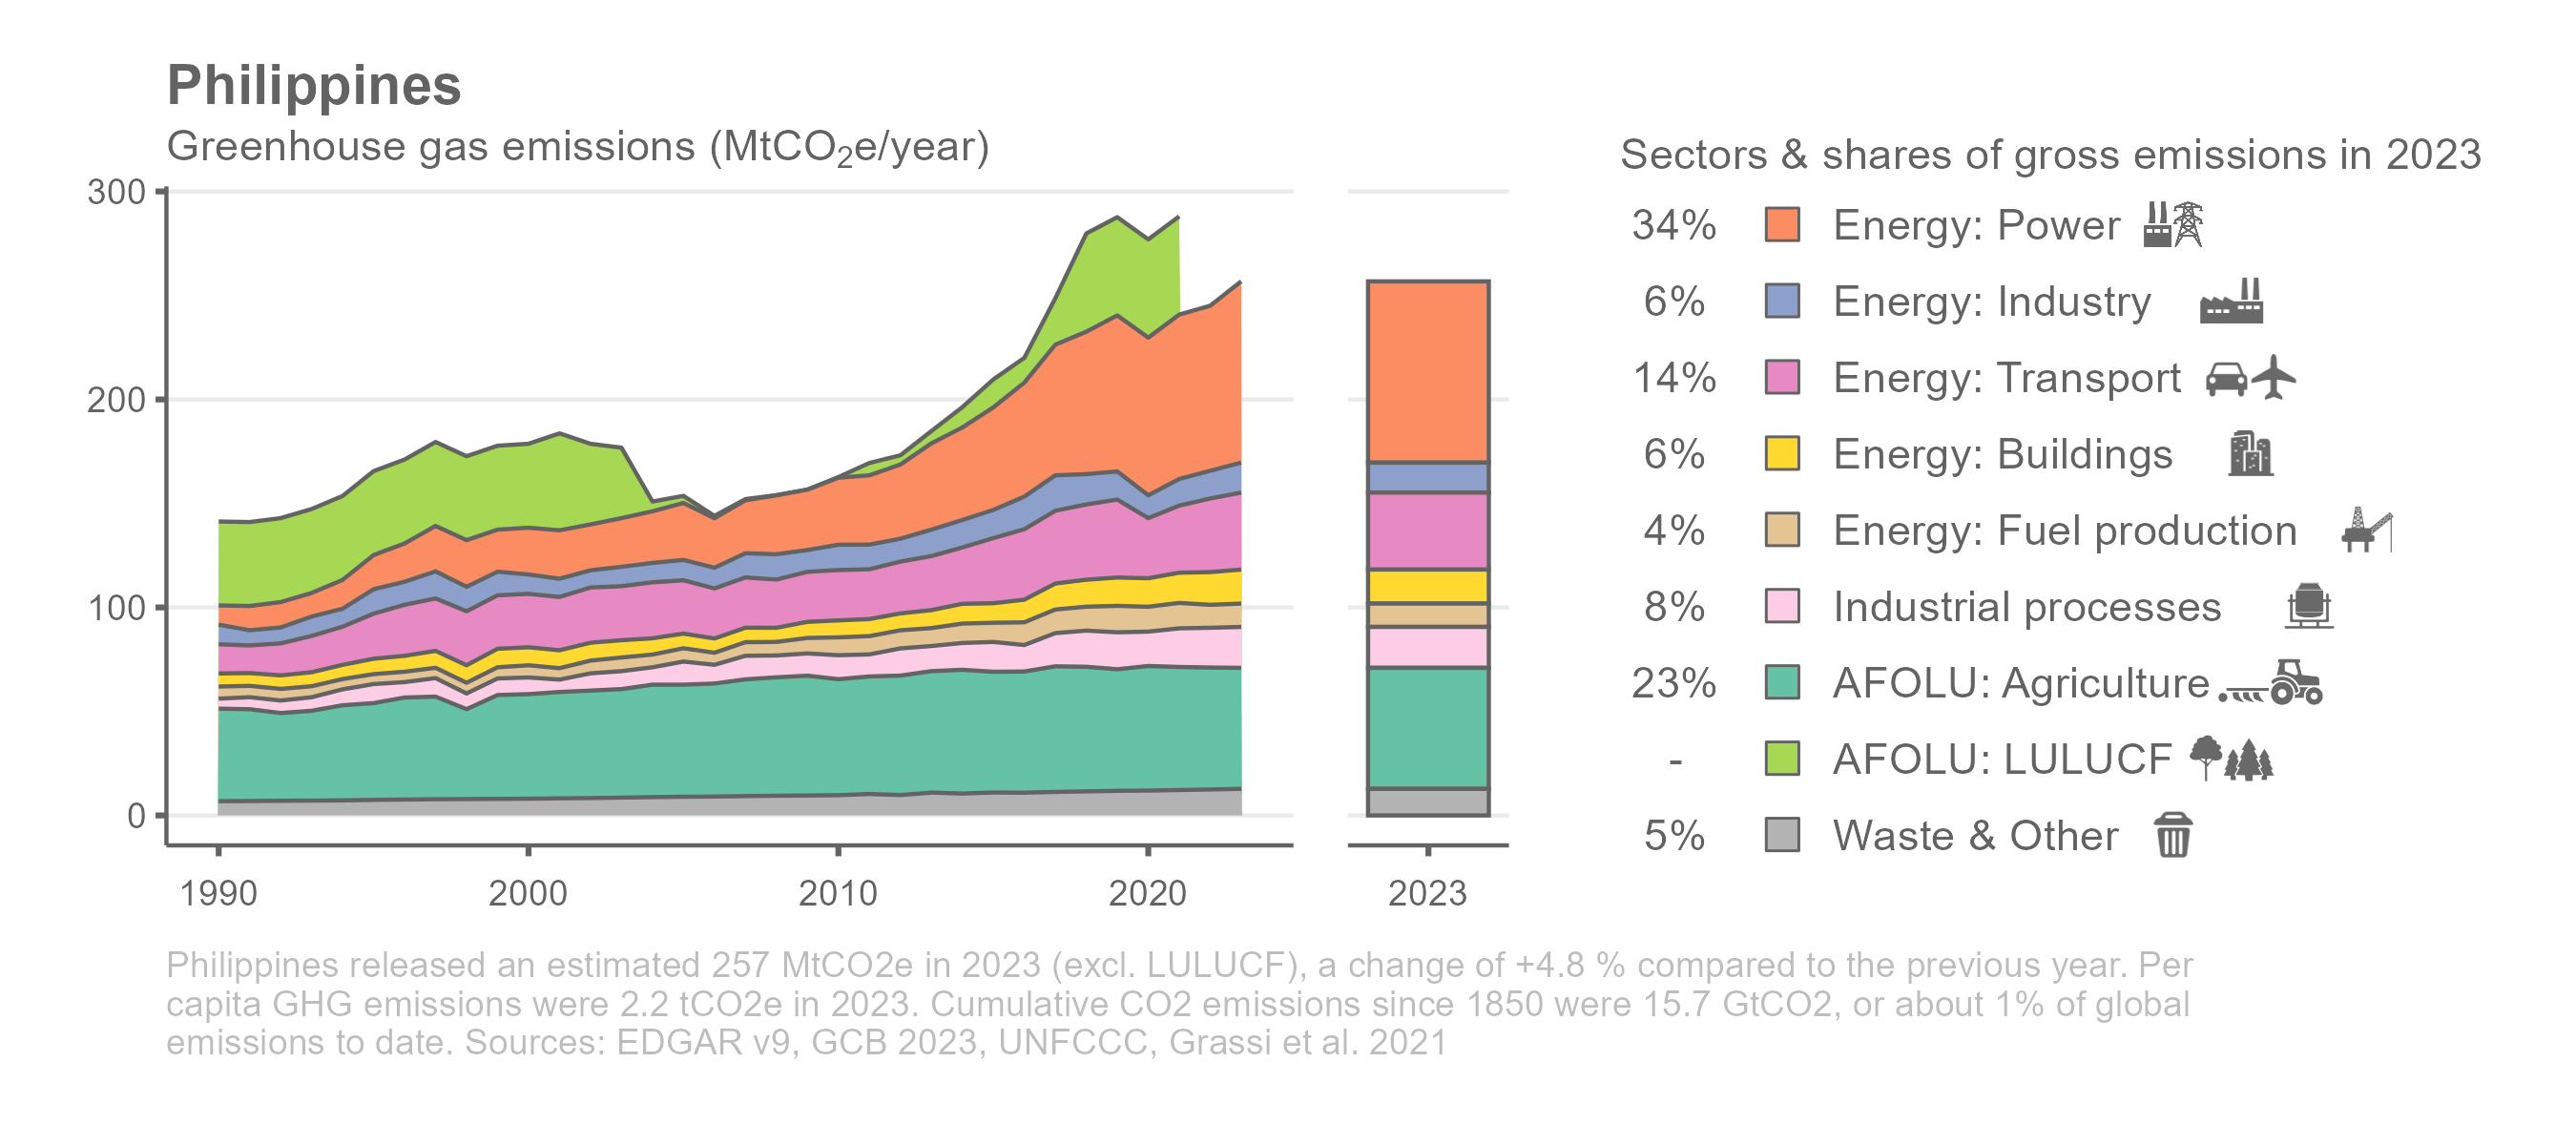 Philippines
Greenhouse gas emissions (MtCO₂e/year)
300
200
100
0
1990 2000 2010 2020 2023
Sectors & shares of gross emissions in 2023
34% Energy: Power
6% Energy: Industry
14% Energy: Transport
6% Energy: Buildings
4% Energy: Fuel production
8% Industrial processes
23% AFOLU: Agriculture
- AFOLU: LULUCF
5% Waste & Other
Philippines released an estimated 257 MtCO2e in 2023 (excl. LULUCF), a change of +4.8 % compared to the previous year. Per
capita GHG emissions were 2.2 tCO2e in 2023. Cumulative CO2 emissions since 1850 were 15.7 GtCO2, or about 1% of global
emissions to date. Sources: EDGAR v9, GCB 2023, UNFCCC, Grassi et al. 2021